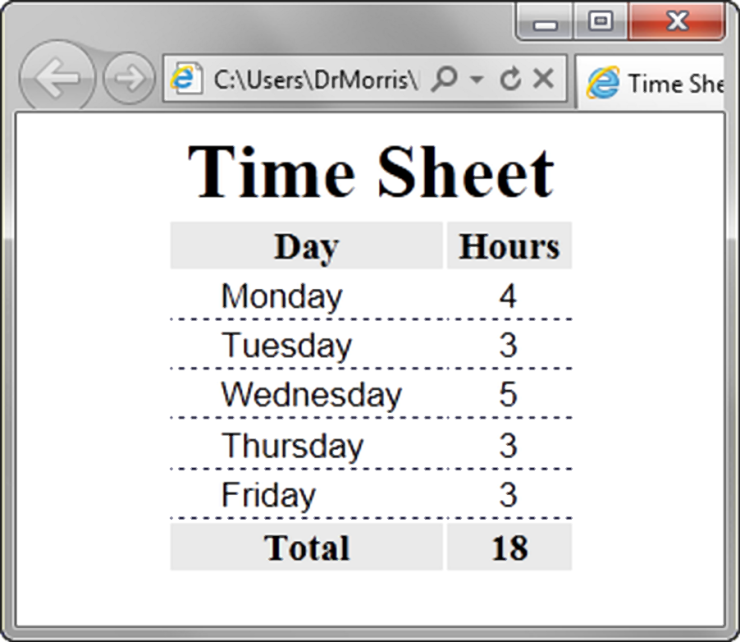 C:\Users\DrMorris\
Time She
Time Sheet
Day Hours
Monday 4
Tuesday 3
Wednesday 5
Thursday 3
Friday 3
Total 18